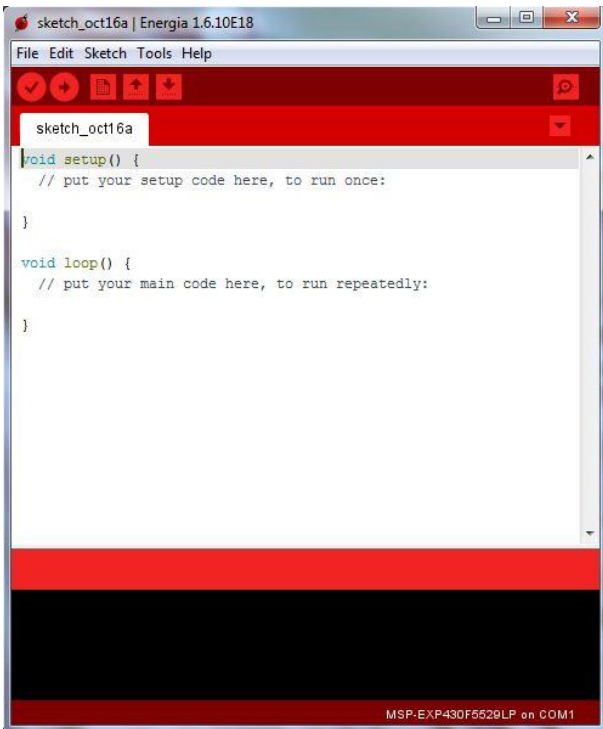 sketch_oct16a | Energia 1.6.10E18
File Edit Sketch Tools Help
sketch_oct16a
void setup() {
  // put your setup code here, to run once:
}
void loop() {
  // put your main code here, to run repeatedly:
}
MSP-EXP430F5529LP on COM1